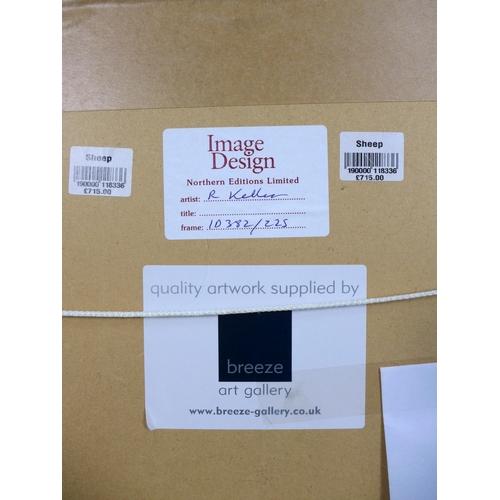 Sheep
190000 118336
£715.00
Image
Design
Northern Editions Limited
artist: R Keller
title:
frame: 10382/225
Sheep
190000 118336
£715.00
quality artwork supplied by
breeze
art gallery
www.breeze-gallery.co.uk